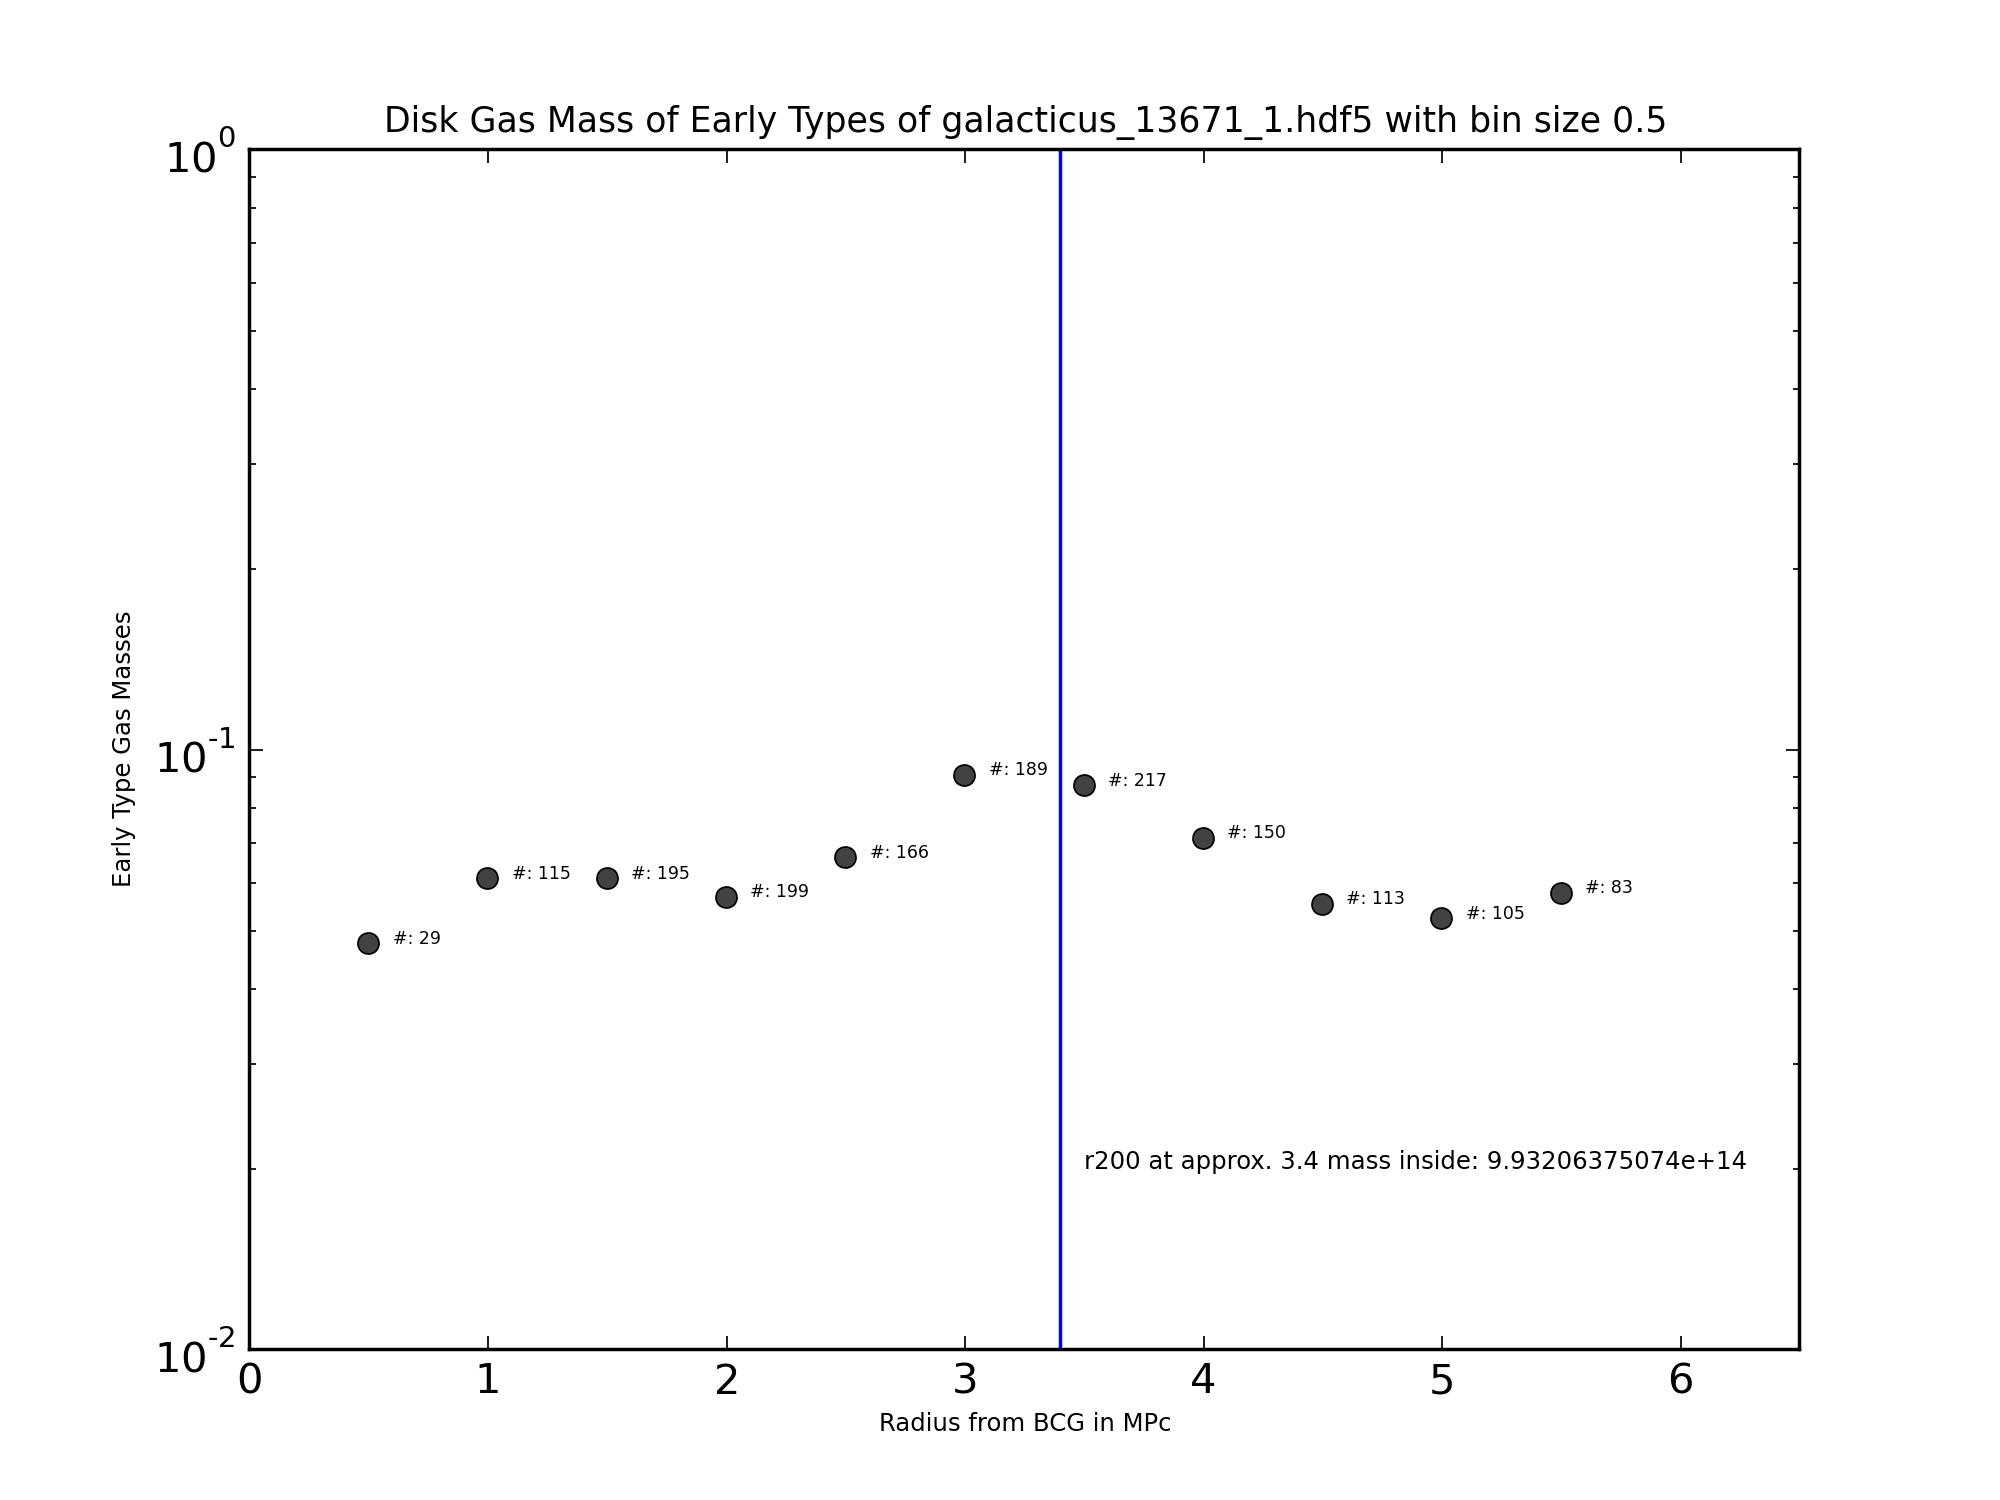 Disk Gas Mass of Early Types of galacticus_13671_1.hdf5 with bin size 0.5
10^0
10^-1
10^-2
Early Type Gas Masses
#: 29
#: 115
#: 195
#: 199
#: 166
#: 189
#: 217
#: 150
#: 113
#: 105
#: 83
r200 at approx. 3.4 mass inside: 9.93206375074e+14
0 1 2 3 4 5 6
Radius from BCG in MPc